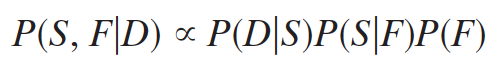 P(S, F|D) ∝ P(D|S)P(S|F)P(F)